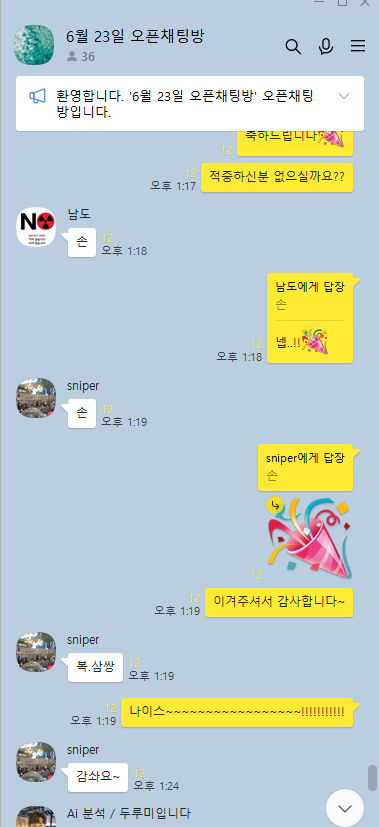 6월 23일 오픈채팅방
36
환영합니다. '6월 23일 오픈채팅방' 오픈채팅
방입니다.
축하드립니다
12
적중하신분 없으실까요??
12
오후 1:17
남도
손
12
오후 1:18
남도에게 답장
손
넵..!!
12
오후 1:18
sniper
손
12
오후 1:19
sniper에게 답장
손
12
이겨주셔서 감사합니다~
12
오후 1:19
sniper
복.삼쌍
12
오후 1:19
나이스~~~~~~~~~~~~~~~~~!!!!!!!!!!!
12
오후 1:19
sniper
감솨요~
12
오후 1:24
Ai 분석 / 두루미입니다